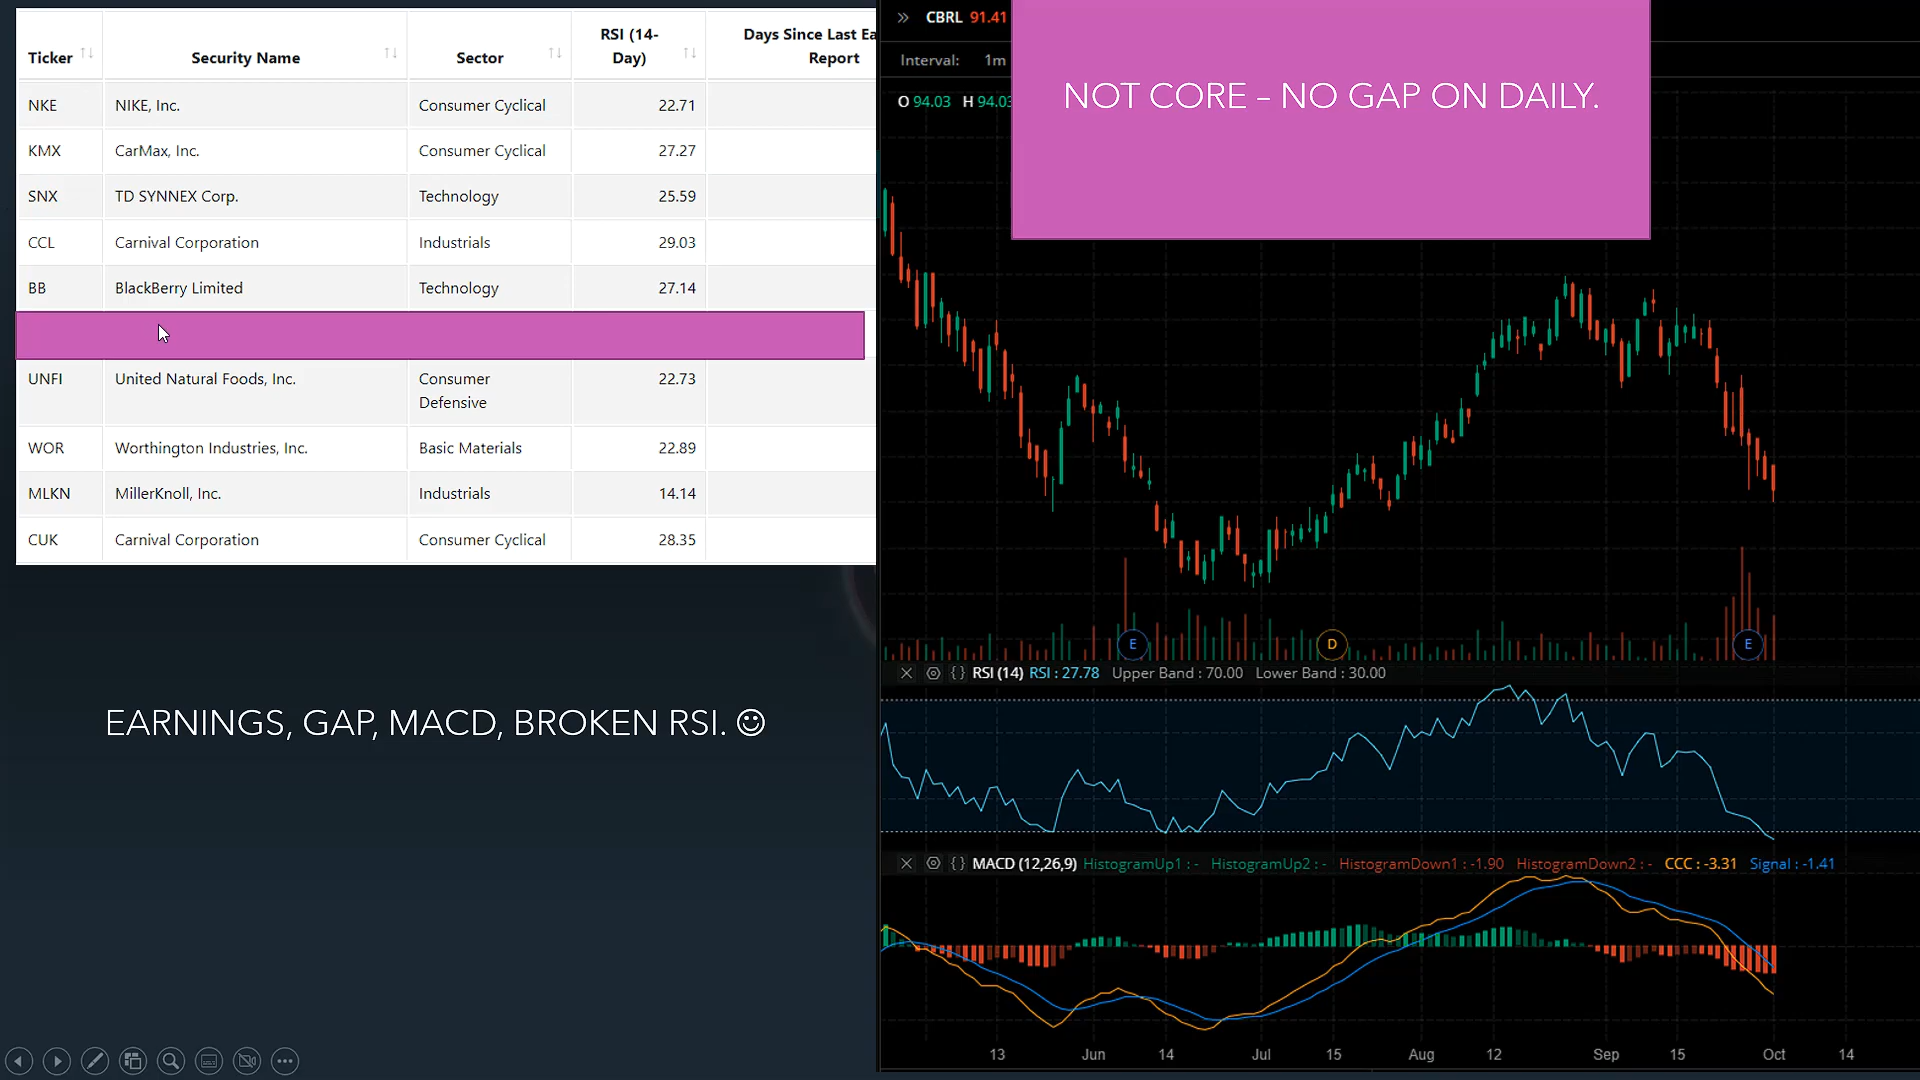 Ticker Security Name Sector RSI (14-Day) Days Since Last Ea Report
NKE NIKE, Inc. Consumer Cyclical 22.71
KMX CarMax, Inc. Consumer Cyclical 27.27
SNX TD SYNNEX Corp. Technology 25.59
CCL Carnival Corporation Industrials 29.03
BB BlackBerry Limited Technology 27.14
UNFI United Natural Foods, Inc. Consumer Defensive 22.73
WOR Worthington Industries, Inc. Basic Materials 22.89
MLKN MillerKnoll, Inc. Industrials 14.14
CUK Carnival Corporation Consumer Cyclical 28.35
EARNINGS, GAP, MACD, BROKEN RSI. ☺
CBRL 91.41
Interval: 1m
O 94.03 H 94.03
NOT CORE – NO GAP ON DAILY.
E D E
{} RSI (14) RSI : 27.78 Upper Band : 70.00 Lower Band : 30.00
{} MACD (12,26,9) HistogramUp1 : - HistogramUp2 : - HistogramDown1 : -1.90 HistogramDown2 : - CCC : -3.31 Signal : -1.41
13 Jun 14 Jul 15 Aug 12 Sep 15 Oct 14